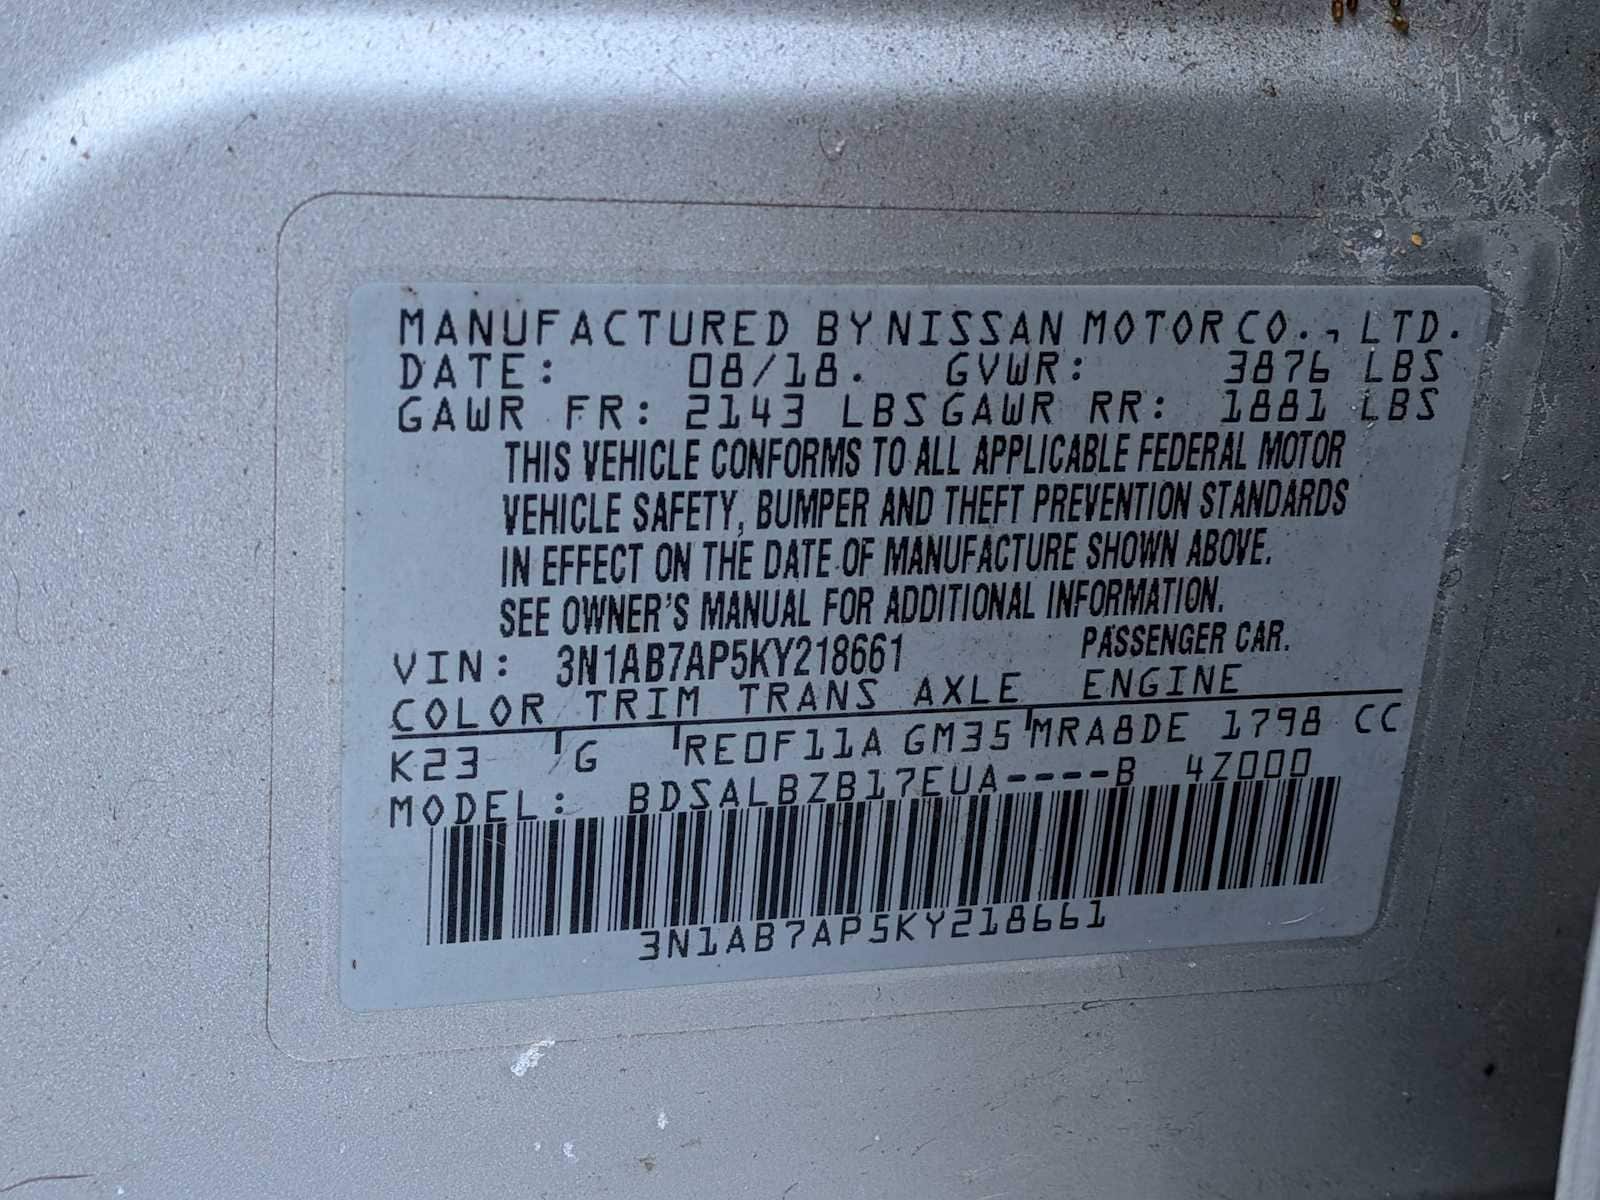 MANUFACTURED BY NISSAN MOTOR CO., LTD.
DATE: 08/18. GVWR: 3876 LBS
GAWR FR: 2143 LBS GAWR RR: 1881 LBS
THIS VEHICLE CONFORMS TO ALL APPLICABLE FEDERAL MOTOR
VEHICLE SAFETY, BUMPER AND THEFT PREVENTION STANDARDS
IN EFFECT ON THE DATE OF MANUFACTURE SHOWN ABOVE.
SEE OWNER'S MANUAL FOR ADDITIONAL INFORMATION.
VIN: 3N1AB7AP5KY218661 PASSENGER CAR.
COLOR TRIM TRANS AXLE ENGINE
K23 G RE0F11A GM35 MRA8DE 1798 CC
MODEL: BDSALBZB17EUA----B 4Z000
3N1AB7AP5KY218661